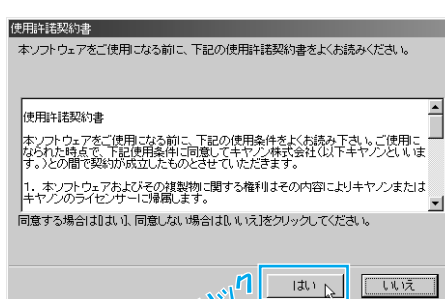 使用許諾契約書
本ソフトウェアをご使用になる前に、下記の使用許諾契約書をよくお読みください。
使用許諾契約書
本ソフトウェアをご使用になる前に、下記の使用条件をよくお読み下さい。ご使用に
なられた時点で、下記使用条件に同意してキヤノン株式会社(以下キヤノンといいま
す。)との間で契約が成立したものとさせていただきます。
1. 本ソフトウェアおよびその複製物に関する権利はその内容によりキヤノンまたは
キヤノンのライセンサーに帰属します。
同意する場合は[はい]、同意しない場合は[いいえ]をクリックしてください。
ック
はい
いいえ